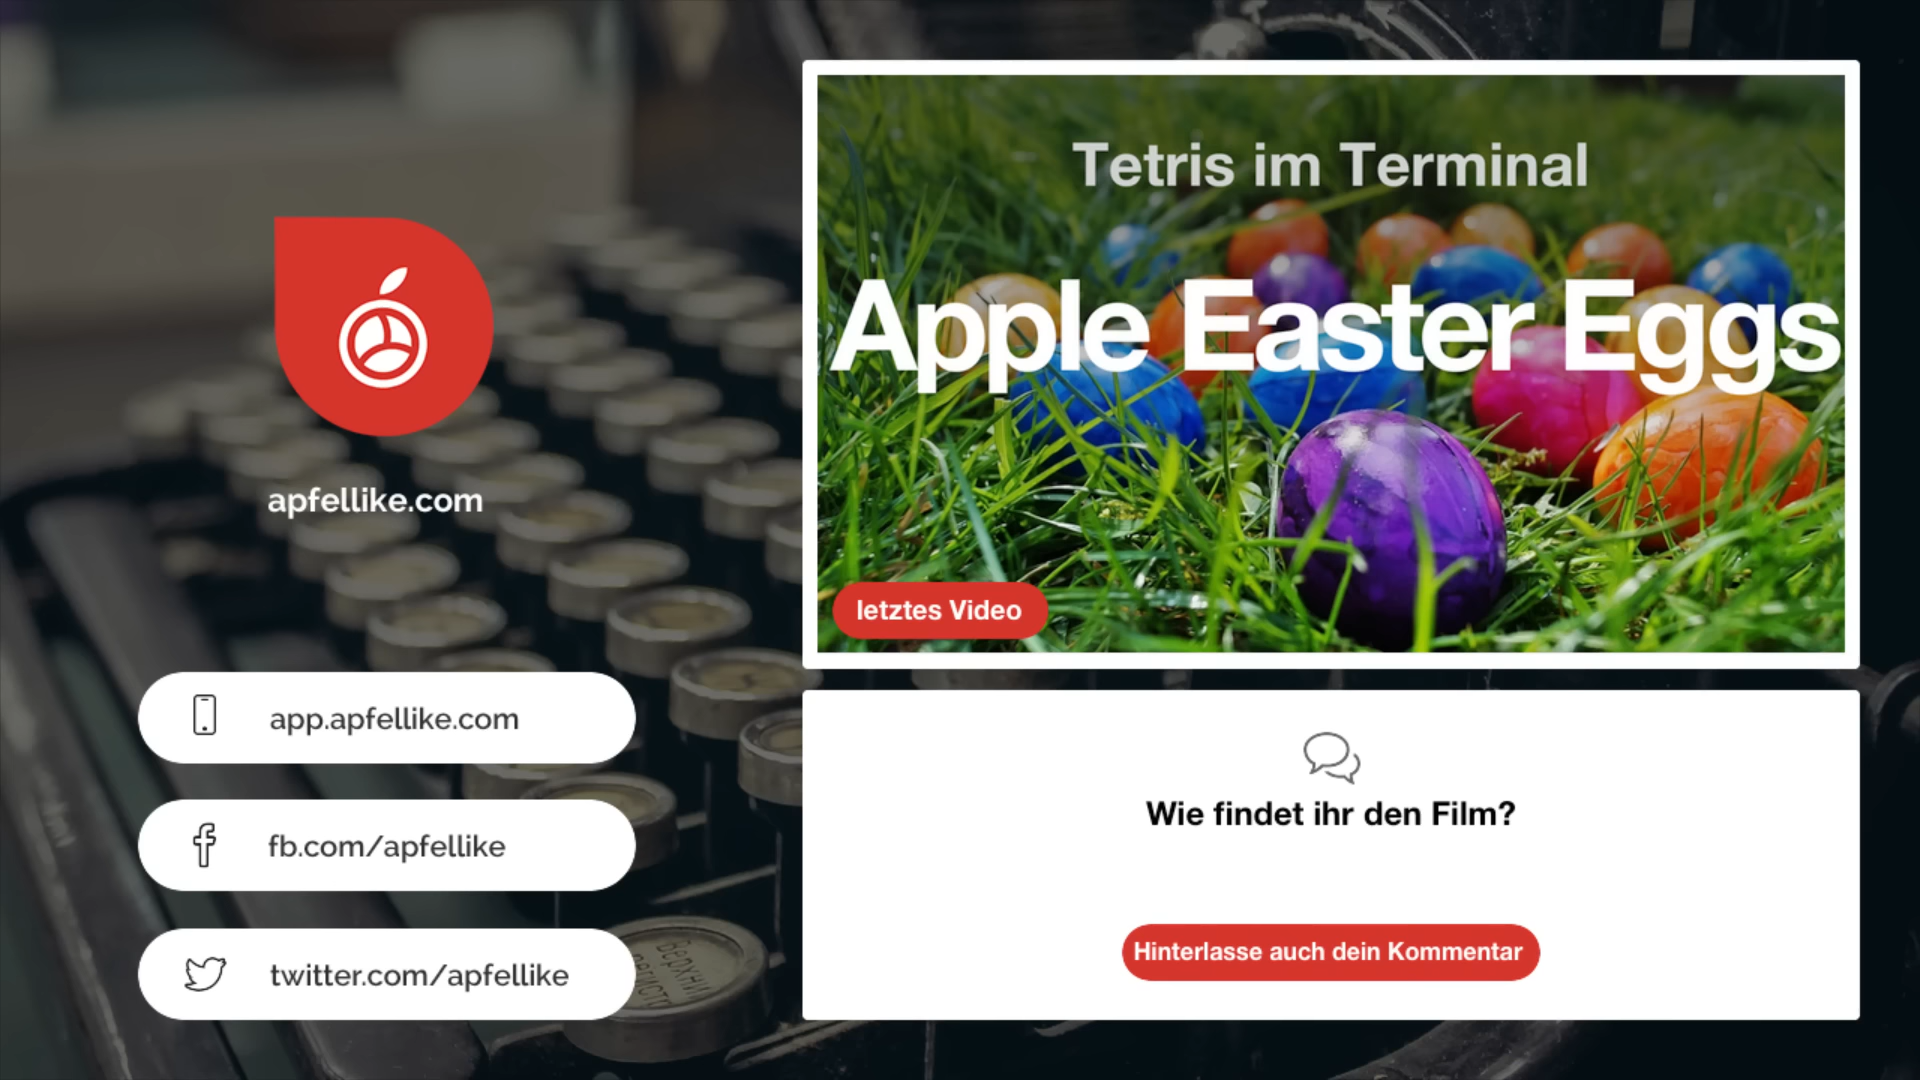 apfellike.com
app.apfellike.com
fb.com/apfellike
twitter.com/apfellike
Верхний
Tetris im Terminal
Apple Easter Eggs
letztes Video
Wie findet ihr den Film?
Hinterlasse auch dein Kommentar